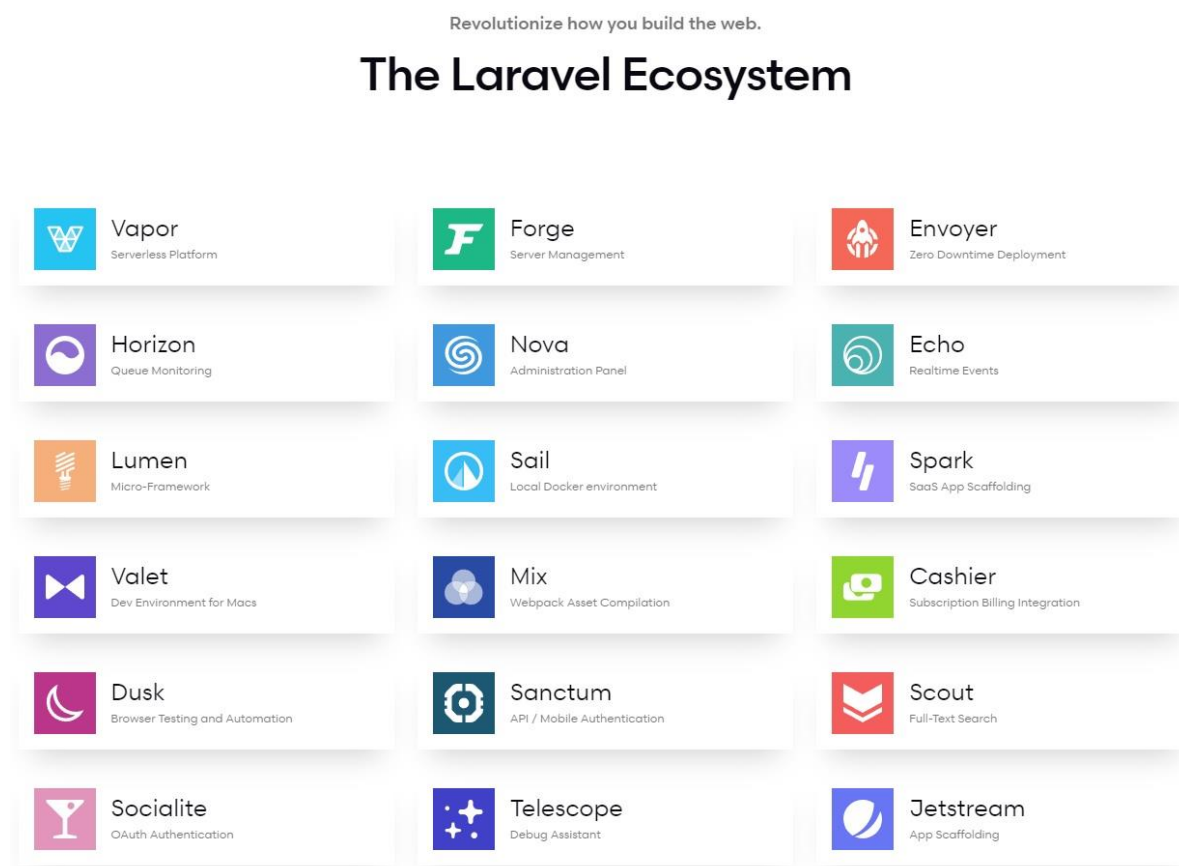 Revolutionize how you build the web.
The Laravel Ecosystem
Vapor
Serverless Platform
Forge
Server Management
Envoyer
Zero Downtime Deployment
Horizon
Queue Monitoring
Nova
Administration Panel
Echo
Realtime Events
Lumen
Micro-Framework
Sail
Local Docker environment
Spark
SaaS App Scaffolding
Valet
Dev Environment for Macs
Mix
Webpack Asset Compilation
Cashier
Subscription Billing Integration
Dusk
Browser Testing and Automation
Sanctum
API / Mobile Authentication
Scout
Full-Text Search
Socialite
OAuth Authentication
Telescope
Debug Assistant
Jetstream
App Scaffolding